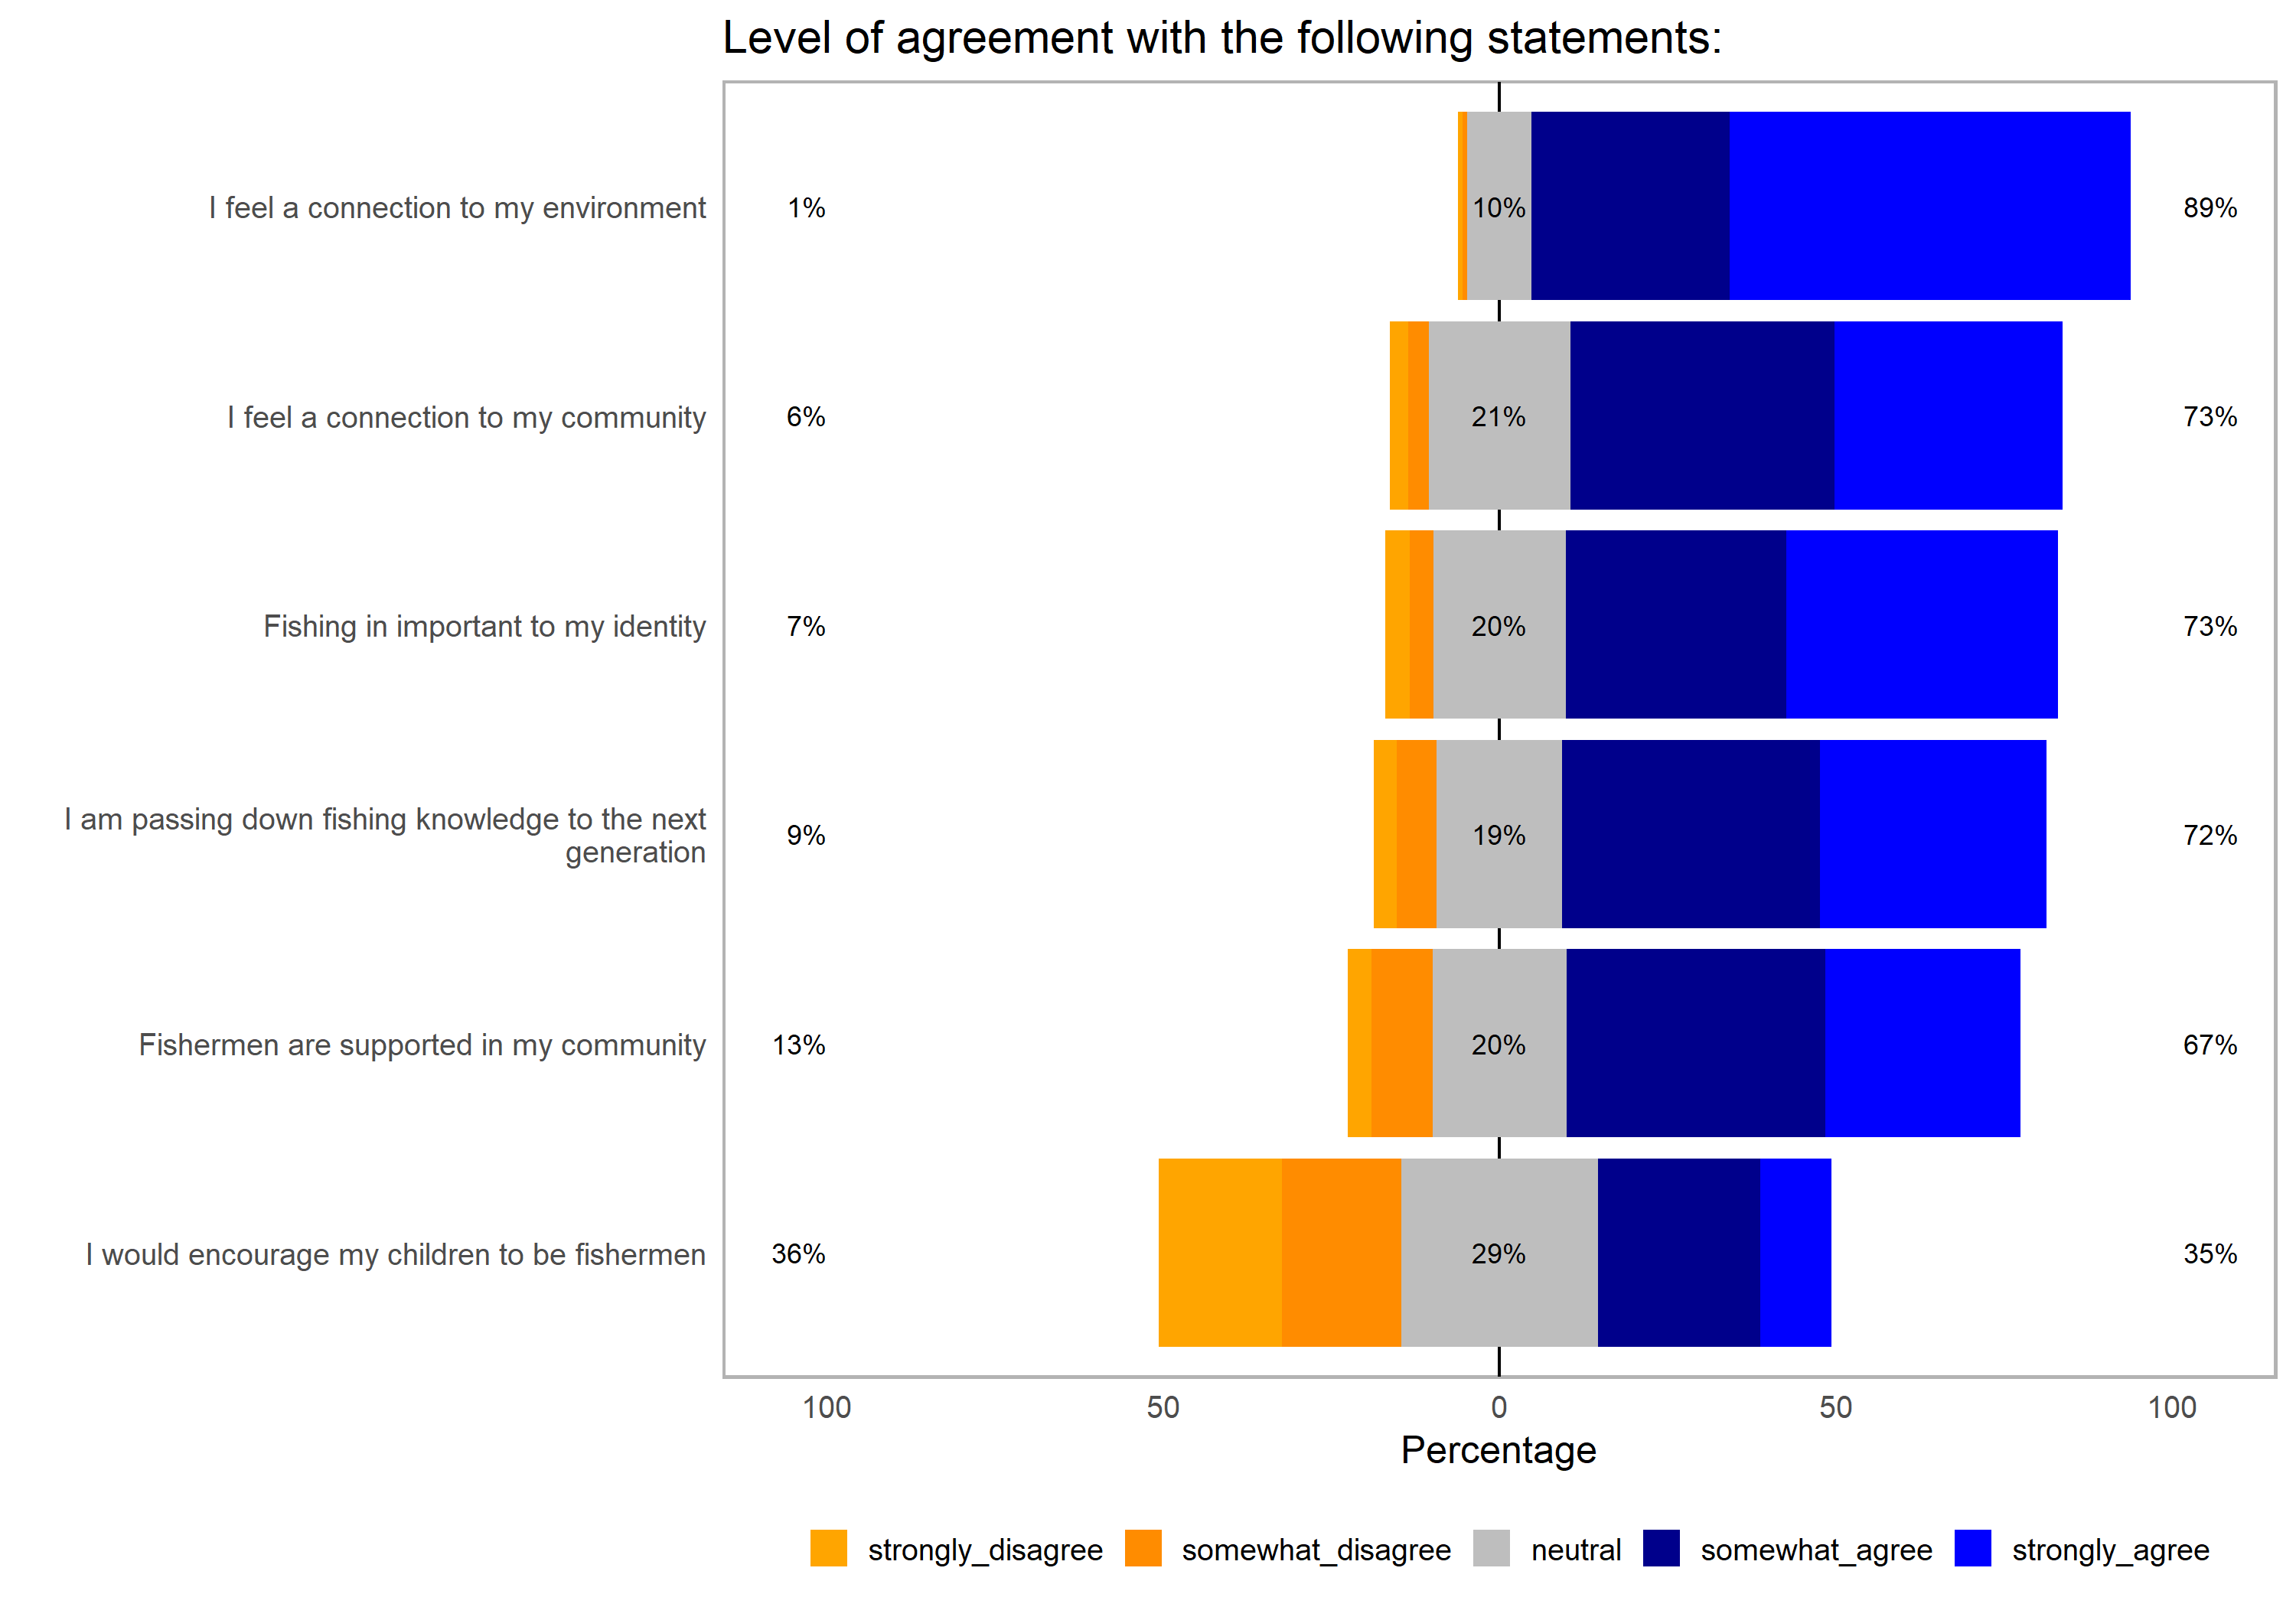 Level of agreement with the following statements:
I feel a connection to my environment
1%
10%
89%
I feel a connection to my community
6%
21%
73%
Fishing in important to my identity
7%
20%
73%
I am passing down fishing knowledge to the next
generation
9%
19%
72%
Fishermen are supported in my community
13%
20%
67%
I would encourage my children to be fishermen
36%
29%
35%
100 50 0 50 100
Percentage
strongly_disagree somewhat_disagree neutral somewhat_agree strongly_agree